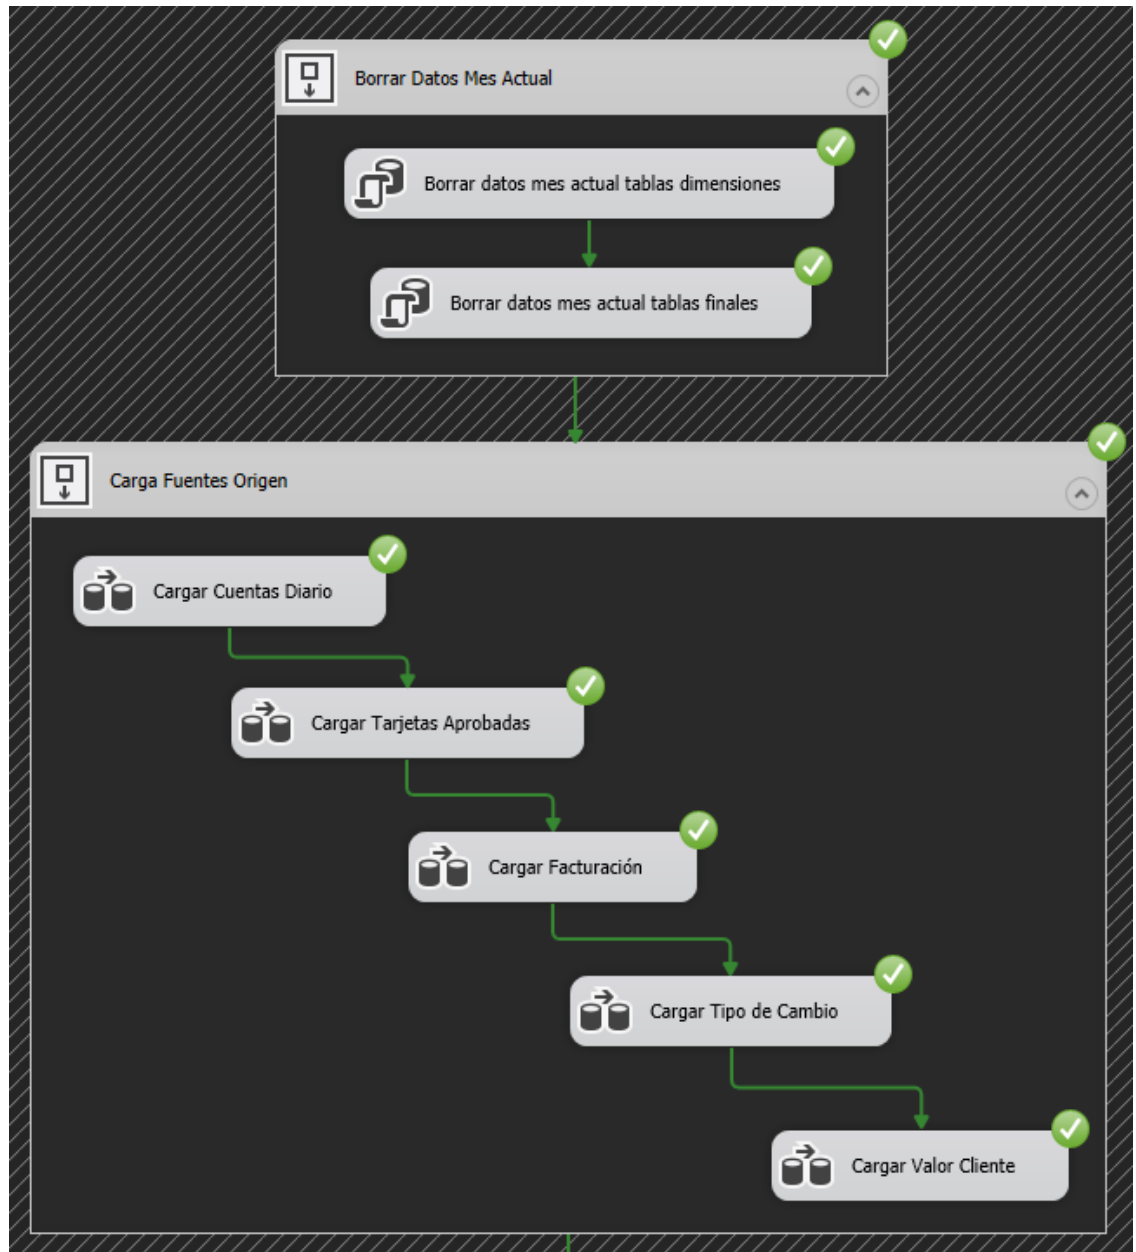 Borrar Datos Mes Actual
Borrar datos mes actual tablas dimensiones
Borrar datos mes actual tablas finales
Carga Fuentes Origen
Cargar Cuentas Diario
Cargar Tarjetas Aprobadas
Cargar Facturación
Cargar Tipo de Cambio
Cargar Valor Cliente